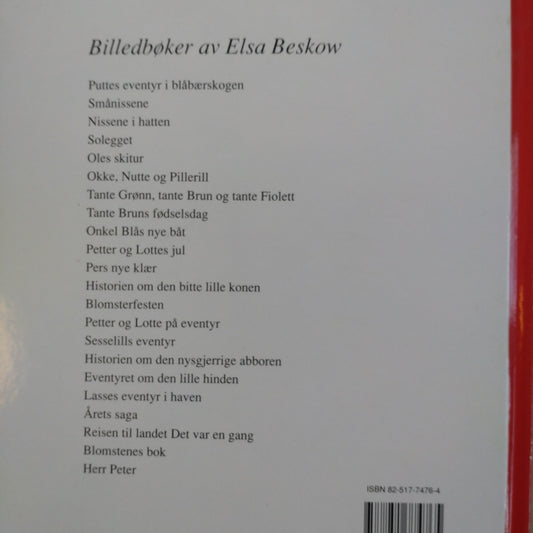 Billedbøker av Elsa Beskow
Puttes eventyr i blåbærskogen
Smånissene
Nissene i hatten
Solegget
Oles skitur
Okke, Nutte og Pillerill
Tante Grønn, tante Brun og tante Fiolett
Tante Bruns fødselsdag
Onkel Blås nye båt
Petter og Lottes jul
Pers nye klær
Historien om den bitte lille konen
Blomsterfesten
Petter og Lotte på eventyr
Sesselills eventyr
Historien om den nysgjerrige abboren
Eventyret om den lille hinden
Lasses eventyr i haven
Årets saga
Reisen til landet Det var en gang
Blomstenes bok
Herr Peter
ISBN 82-517-7476-4